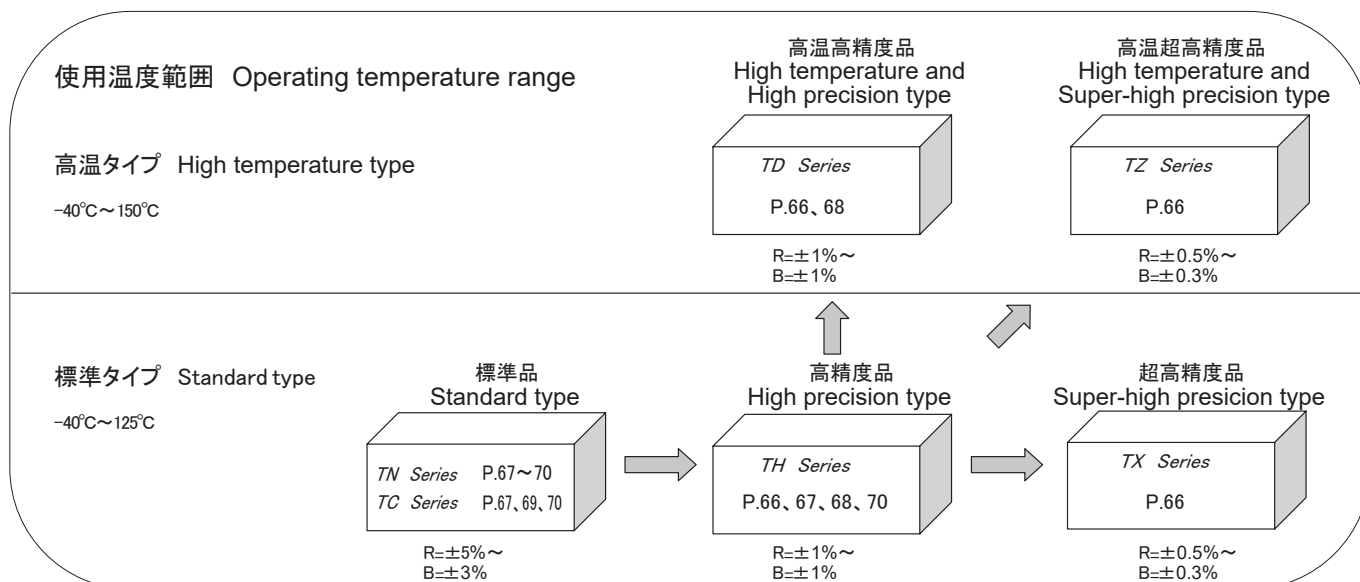 使用温度範囲 Operating temperature range
高温高精度品
High temperature and
High precision type
TD Series
P.66、68
R=±1%～
B=±1%
高温超高精度品
High temperature and
Super-high precision type
TZ Series
P.66
R=±0.5%～
B=±0.3%
高温タイプ High temperature type
-40℃～150℃
標準タイプ Standard type
-40℃～125℃
標準品
Standard type
TN Series P.67～70
TC Series P.67、69、70
R=±5%～
B=±3%
高精度品
High precision type
TH Series
P.66、67、68、70
R=±1%～
B=±1%
超高精度品
Super-high presicion type
TX Series
P.66
R=±0.5%～
B=±0.3%